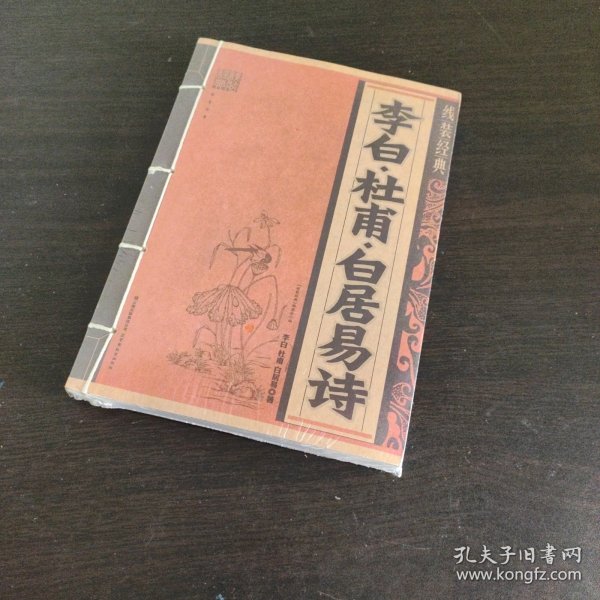 线装经典
李白·杜甫·白居易诗
李白 杜甫 白居易◎著
孔夫子旧书网
www.kongfz.com